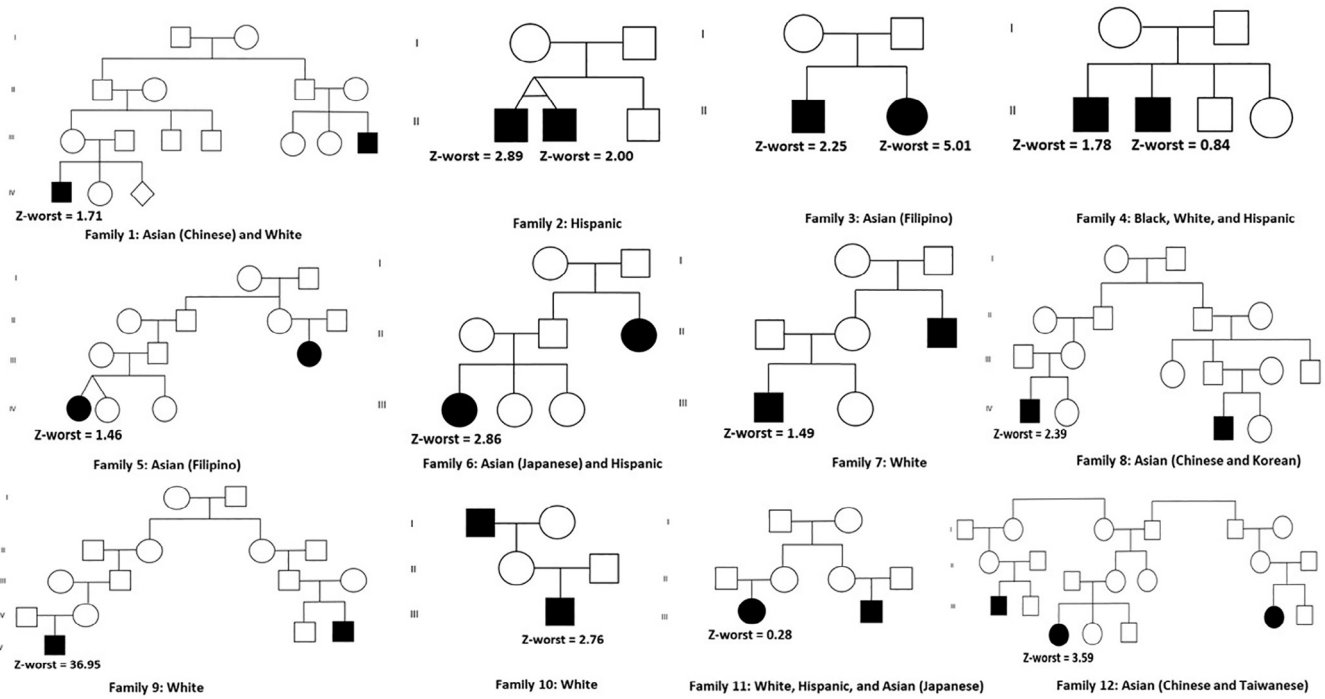 I
II
III
IV
Z-worst = 1.71
Family 1: Asian (Chinese) and White
I
II
Z-worst = 2.89 Z-worst = 2.00
Family 2: Hispanic
I
II
Z-worst = 2.25 Z-worst = 5.01
Family 3: Asian (Filipino)
I
II
Z-worst = 1.78 Z-worst = 0.84
Family 4: Black, White, and Hispanic
I
II
III
IV
Z-worst = 1.46
Family 5: Asian (Filipino)
I
II
III
Z-worst = 2.86
Family 6: Asian (Japanese) and Hispanic
I
II
III
Z-worst = 1.49
Family 7: White
I
II
III
IV
Z-worst = 2.39
Family 8: Asian (Chinese and Korean)
I
II
III
V
V
Z-worst = 36.95
Family 9: White
I
II
III
Z-worst = 2.76
Family 10: White
I
II
III
Z-worst = 0.28
Family 11: White, Hispanic, and Asian (Japanese)
I
II
III
Z-worst = 3.59
Family 12: Asian (Chinese and Taiwanese)